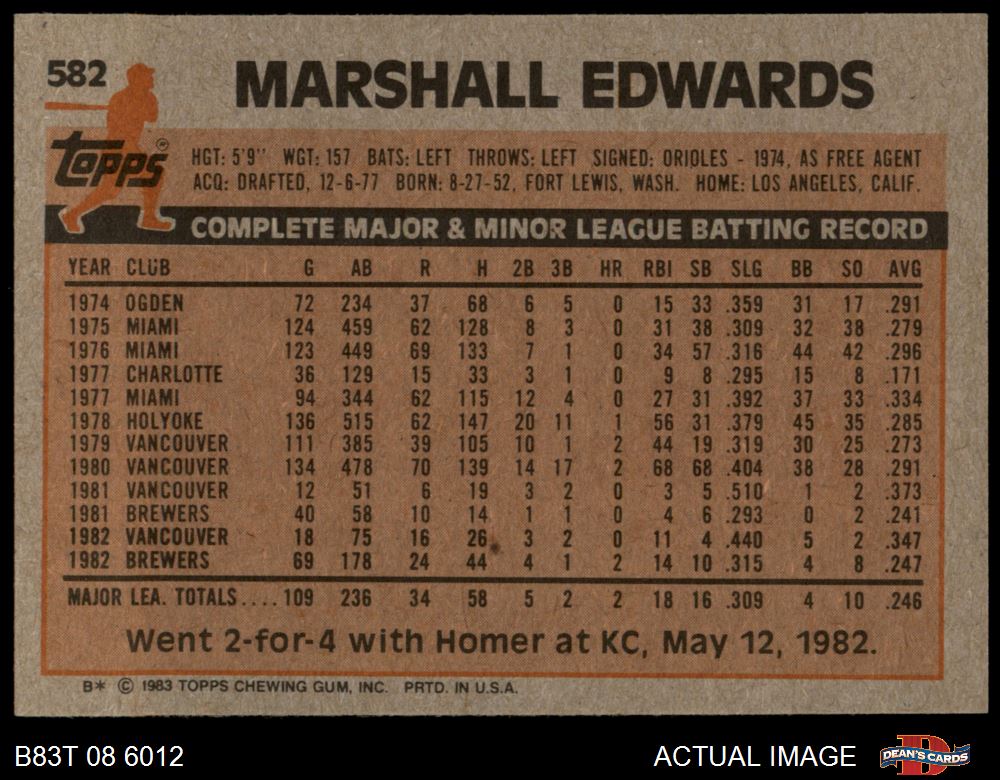 582
MARSHALL EDWARDS
topps
HGT: 5'9" WGT: 157 BATS: LEFT THROWS: LEFT SIGNED: ORIOLES - 1974, AS FREE AGENT
ACQ: DRAFTED, 12-6-77 BORN: 8-27-52, FORT LEWIS, WASH. HOME: LOS ANGELES, CALIF.
COMPLETE MAJOR & MINOR LEAGUE BATTING RECORD
YEAR CLUB G AB R H 2B 3B HR RBI SB SLG BB SO AVG
1974 OGDEN 72 234 37 68 6 5 0 15 33 .359 31 17 .291
1975 MIAMI 124 459 62 128 8 3 0 31 38 .309 32 38 .279
1976 MIAMI 123 449 69 133 7 1 0 34 57 .316 44 42 .296
1977 CHARLOTTE 36 129 15 33 3 1 0 9 8 .295 15 8 .171
1977 MIAMI 94 344 62 115 12 4 0 27 31 .392 37 33 .334
1978 HOLYOKE 136 515 62 147 20 11 1 56 31 .379 45 35 .285
1979 VANCOUVER 111 385 39 105 10 1 2 44 19 .319 30 25 .273
1980 VANCOUVER 134 478 70 139 14 17 2 68 68 .404 38 28 .291
1981 VANCOUVER 12 51 6 19 3 2 0 3 5 .510 1 2 .373
1981 BREWERS 40 58 10 14 1 1 0 4 6 .293 0 2 .241
1982 VANCOUVER 18 75 16 26 3 2 0 11 4 .440 5 2 .347
1982 BREWERS 69 178 24 44 4 1 2 14 10 .315 4 8 .247
MAJOR LEA. TOTALS.... 109 236 34 58 5 2 2 18 16 .309 4 10 .246
Went 2-for-4 with Homer at KC, May 12, 1982.
B* © 1983 TOPPS CHEWING GUM, INC. PRTD. IN U.S.A.
B83T 08 6012 ACTUAL IMAGE DEAN'S CARDS